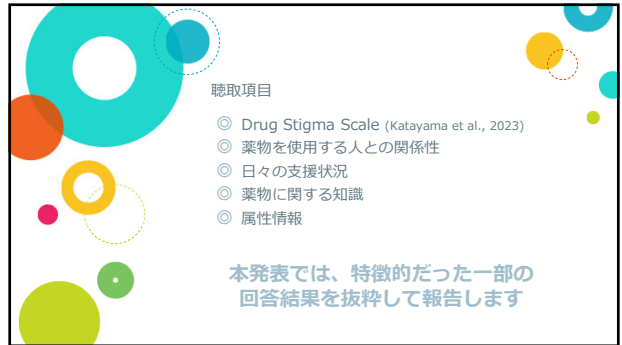 聴取項目
◎ Drug Stigma Scale (Katayama et al., 2023)
◎ 薬物を使用する人との関係性
◎ 日々の支援状況
◎ 薬物に関する知識
◎ 属性情報
本発表では、特徴的だった一部の
回答結果を抜粋して報告します